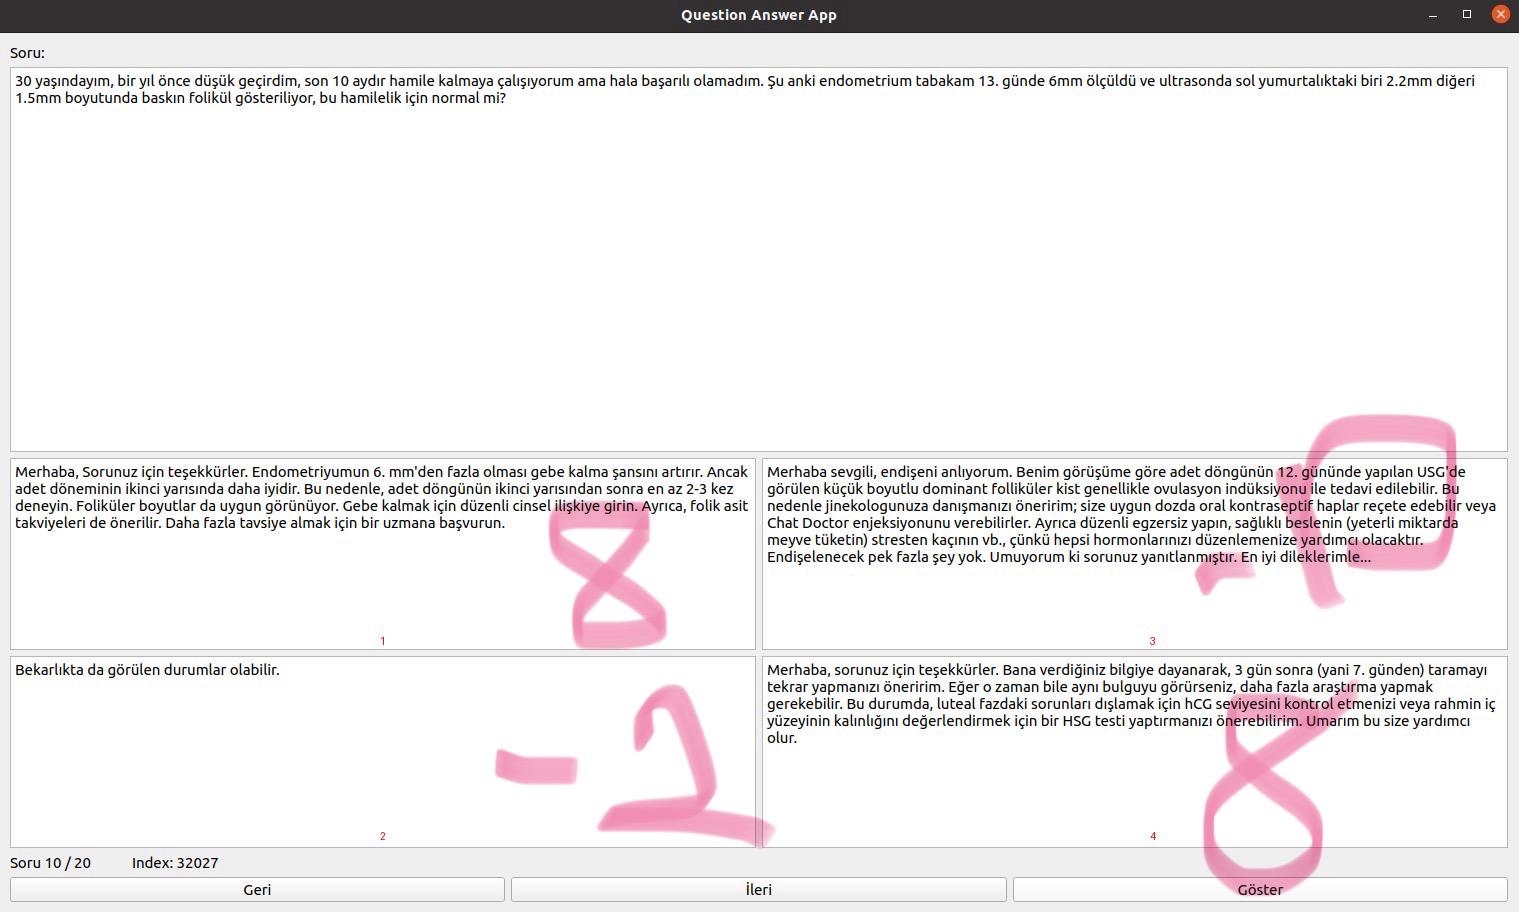 Question Answer App
Soru:
30 yaşındayım, bir yıl önce düşük geçirdim, son 10 aydır hamile kalmaya çalışıyorum ama hala başarılı olamadım. Şu anki endometrium tabakam 13. günde 6mm ölçüldü ve ultrasonda sol yumurtalıktaki biri 2.2mm diğeri
1.5mm boyutunda baskın folikül gösteriliyor, bu hamilelik için normal mi?
Merhaba, Sorunuz için teşekkürler. Endometriyumun 6. mm'den fazla olması gebe kalma şansını artırır. Ancak
adet döneminin ikinci yarısında daha iyidir. Bu nedenle, adet döngünün ikinci yarısından sonra en az 2-3 kez
deneyin. Foliküler boyutlar da uygun görünüyor. Gebe kalmak için düzenli cinsel ilişkiye girin. Ayrıca, folik asit
takviyeleri de önerilir. Daha fazla tavsiye almak için bir uzmana başvurun.
8
1
Merhaba sevgili, endişeni anlıyorum. Benim görüşüme göre adet döngünün 12. gününde yapılan USG'de
görülen küçük boyutlu dominant folliküler kist genellikle ovulasyon indüksiyonu ile tedavi edilebilir. Bu
nedenle jinekologunuza danışmanızı öneririm; size uygun dozda oral kontraseptif haplar reçete edebilir veya
Chat Doctor enjeksiyonunu verebilirler. Ayrıca düzenli egzersiz yapın, sağlıklı beslenin (yeterli miktarda
meyve tüketin) stresten kaçının vb., çünkü hepsi hormonlarınızı düzenlemenize yardımcı olacaktır.
Endişelenecek pek fazla şey yok. Umuyorum ki sorunuz yanıtlanmıştır. En iyi dileklerimle...
-10
3
Bekarlıkta da görülen durumlar olabilir.
-2
2
Merhaba, sorunuz için teşekkürler. Bana verdiğiniz bilgiye dayanarak, 3 gün sonra (yani 7. günden) taramayı
tekrar yapmanızı öneririm. Eğer o zaman bile aynı bulguyu görürseniz, daha fazla araştırma yapmak
gerekebilir. Bu durumda, luteal fazdaki sorunları dışlamak için hCG seviyesini kontrol etmenizi veya rahmin iç
yüzeyinin kalınlığını değerlendirmek için bir HSG testi yaptırmanızı önerebilirim. Umarım bu size yardımcı
olur.
8
4
Soru 10 / 20 Index: 32027
Geri İleri Göster